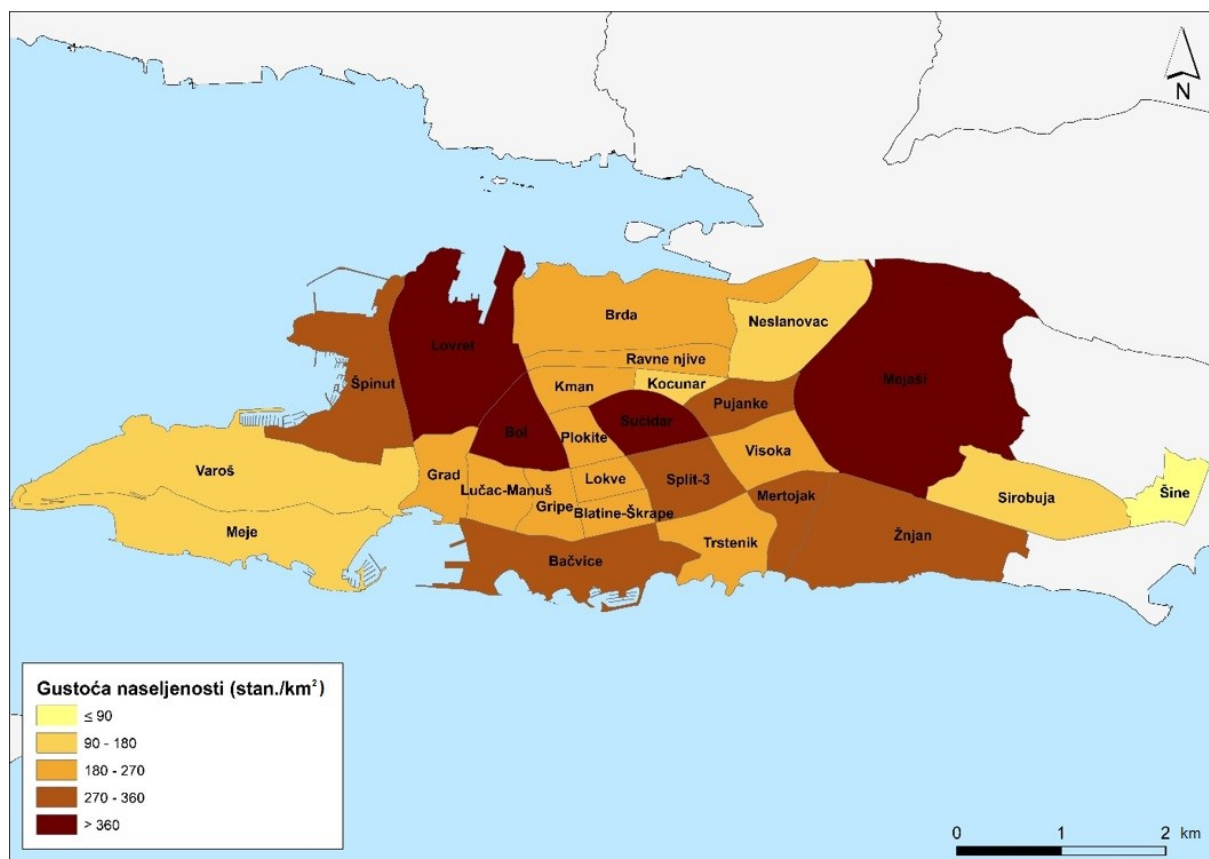 N
Brda
Neslanovac
Lovret
Ravne njive
Špinut
Kman
Kocunar
Mejaši
Pujanke
Sućidar
Bol
Plokite
Visoka
Varoš
Grad
Lokve
Split-3
Lučac-Manuš
Mertojak
Sirobuja
Šine
Gripe
Blatine-Škrape
Meje
Trstenik
Žnjan
Bačvice
Gustoća naseljenosti (stan./km²)
≤ 90
90 - 180
180 - 270
270 - 360
> 360
0 1 2 km